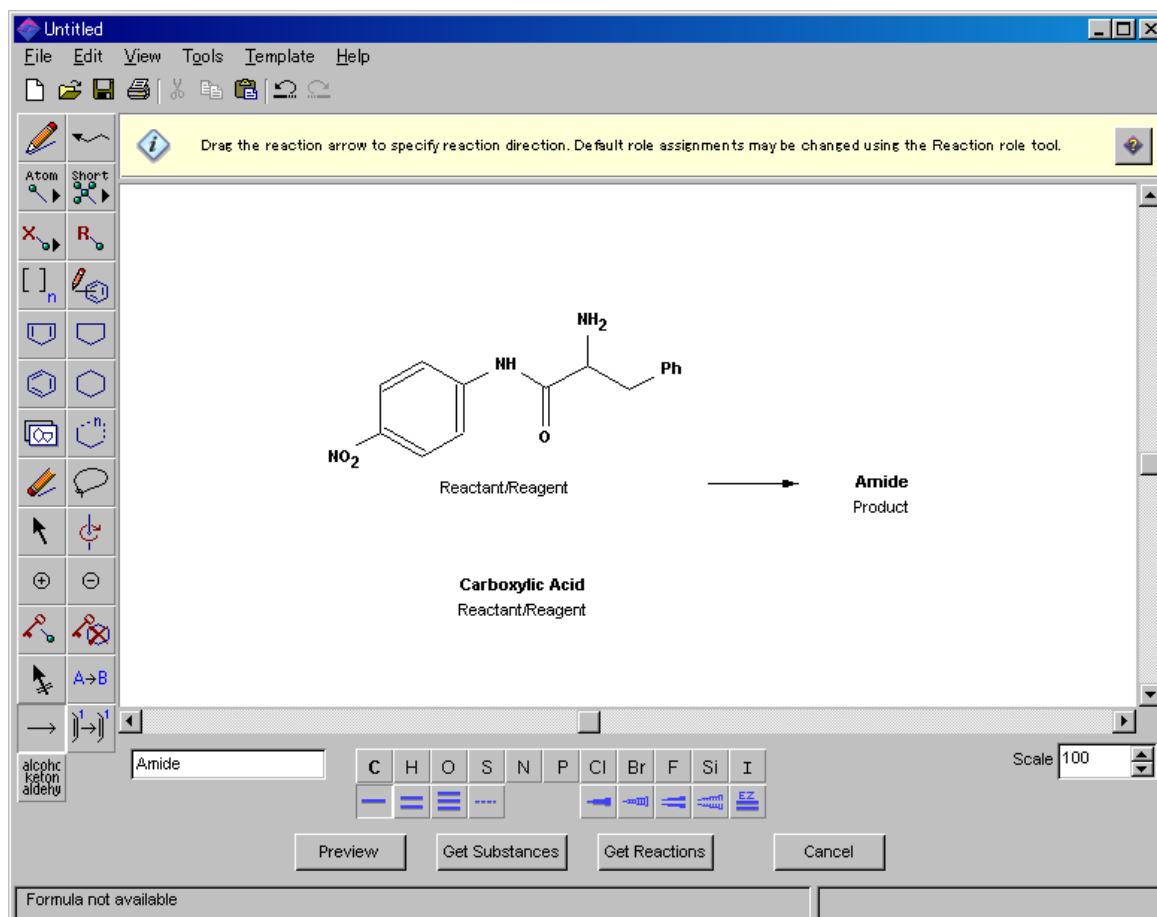 Untitled
File Edit View Tools Template Help
Drag the reaction arrow to specify reaction direction. Default role assignments may be changed using the Reaction role tool.
Atom Short
X R
[ ]n
n
NH2
NH
Ph
O
NO2
Reactant/Reagent
Amide
Product
Carboxylic Acid
Reactant/Reagent
A→B
1 1
alcoho
keton
aldehy
Amide
C H O S N P Cl Br F Si I
EZ
Scale 100
Preview Get Substances Get Reactions Cancel
Formula not available